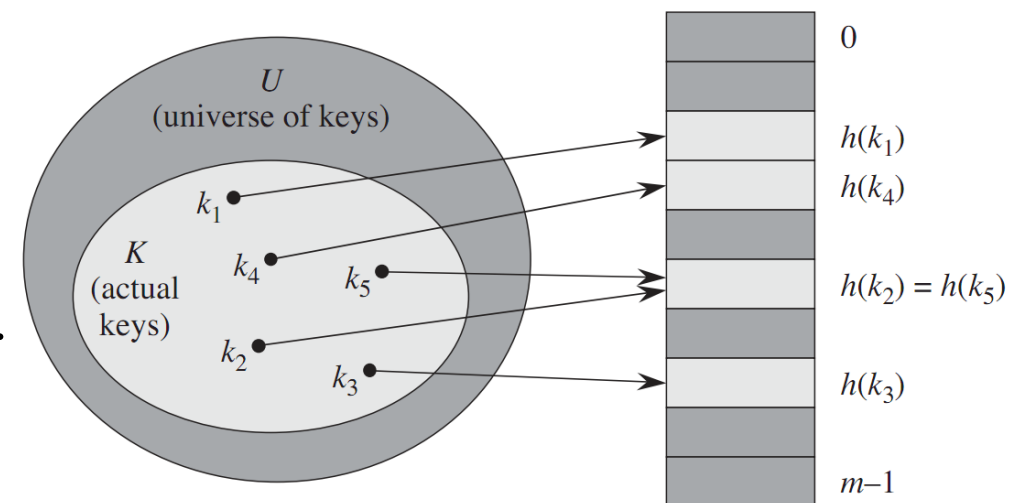 U
(universe of keys)
k₁
K
(actual
keys)
k₄
k₅
k₂
k₃
0
h(k₁)
h(k₄)
h(k₂) = h(k₅)
h(k₃)
m–1